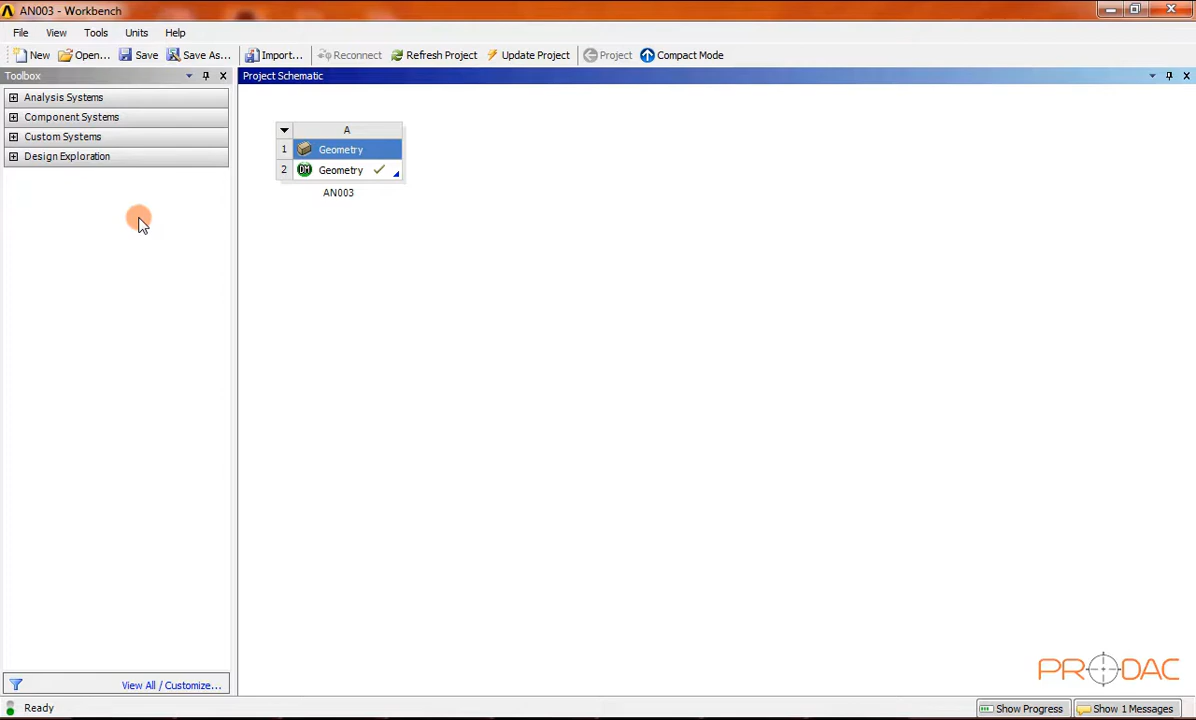 AN003 - Workbench
File View Tools Units Help
New Open... Save Save As... Import... Reconnect Refresh Project Update Project Project Compact Mode
Toolbox
Project Schematic
Analysis Systems
Component Systems
Custom Systems
Design Exploration
A
1 Geometry
2 DM Geometry
AN003
PRODAC
View All / Customize...
Ready
Show Progress
Show 1 Messages